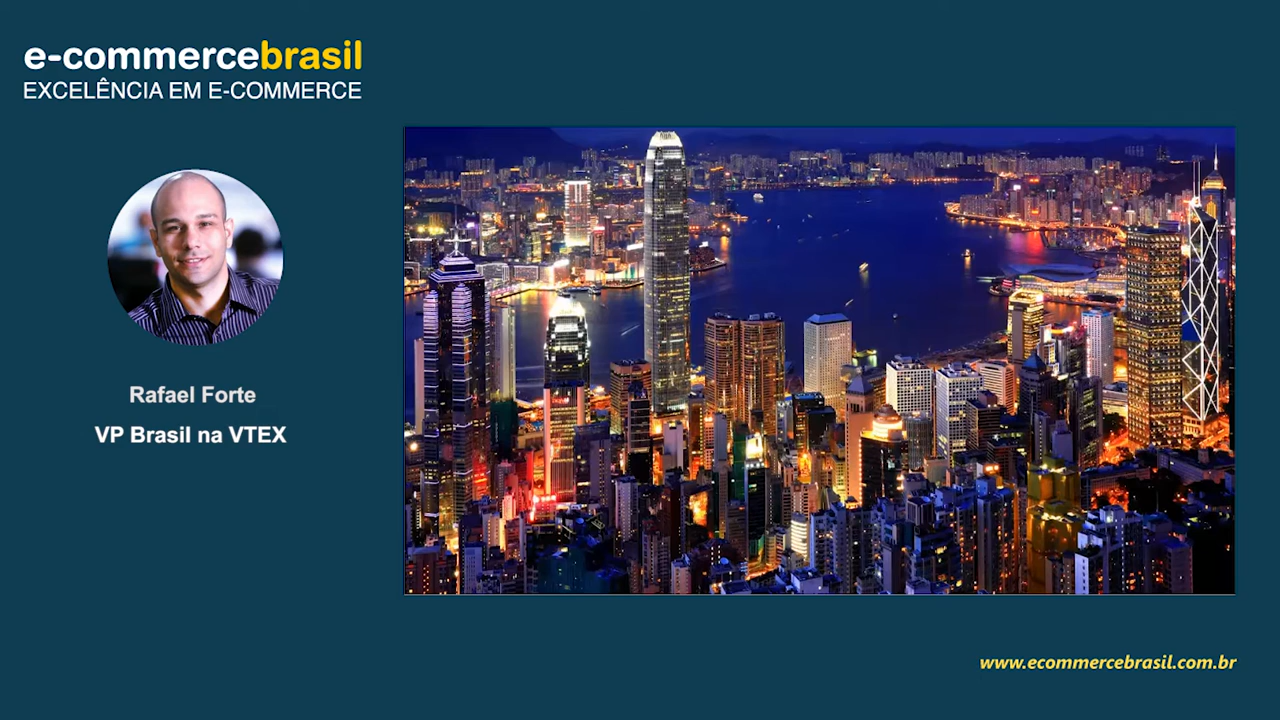 e-commercebrasil
EXCELÊNCIA EM E-COMMERCE
Rafael Forte
VP Brasil na VTEX
www.ecommercebrasil.com.br